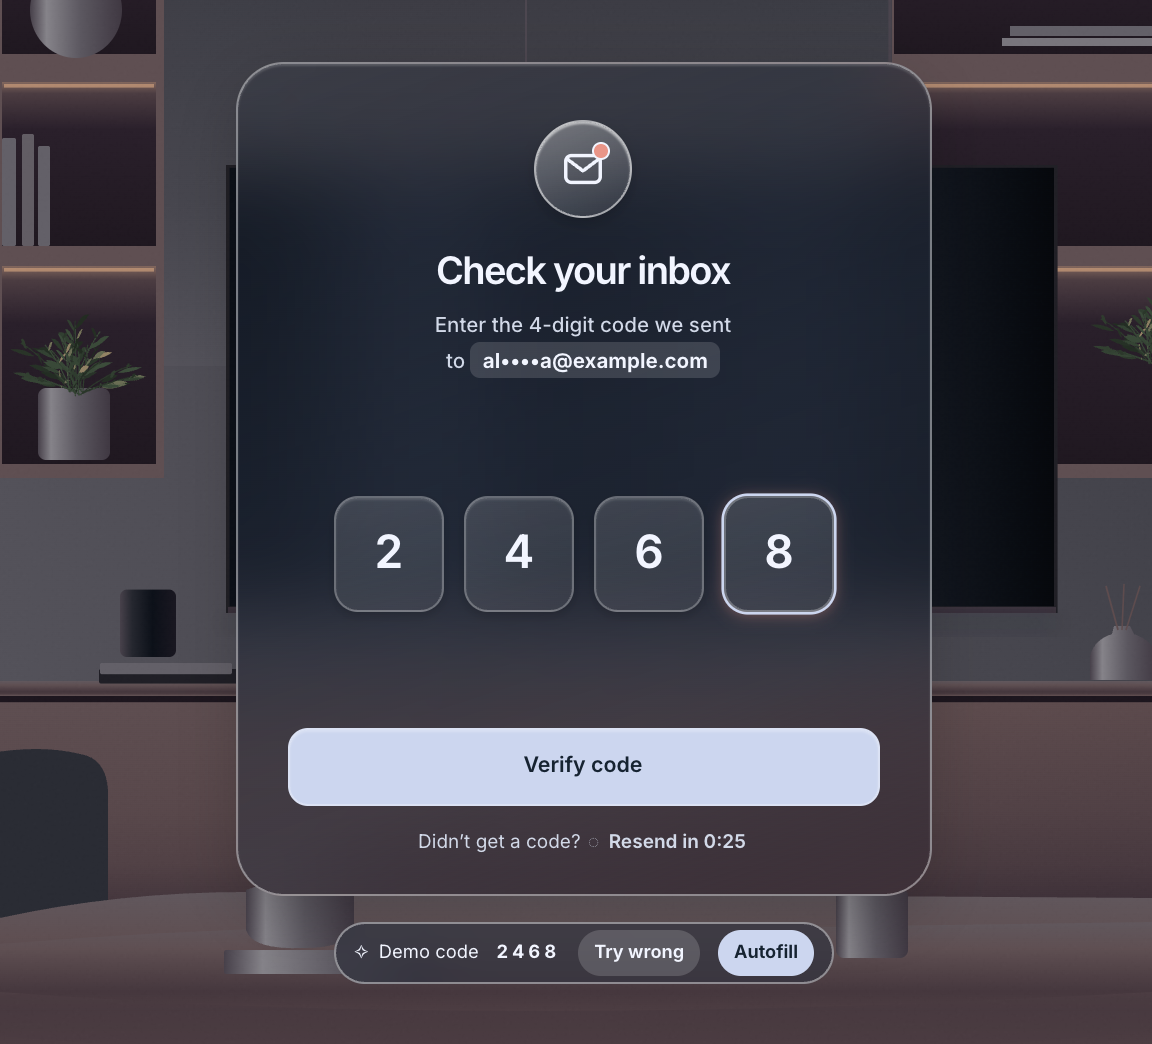 Check your inbox
Enter the 4-digit code we sent
to al••••a@example.com
2 4 6 8
Verify code
Didn’t get a code? Resend in 0:25
Demo code 2468 Try wrong Autofill